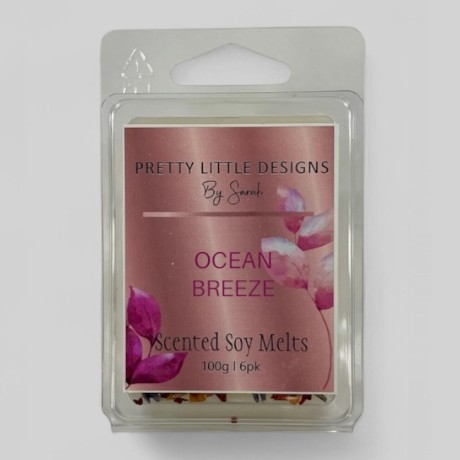 PRETTY LITTLE DESIGNS
By Sarah
OCEAN
BREEZE
Scented Soy Melts
100g | 6pk